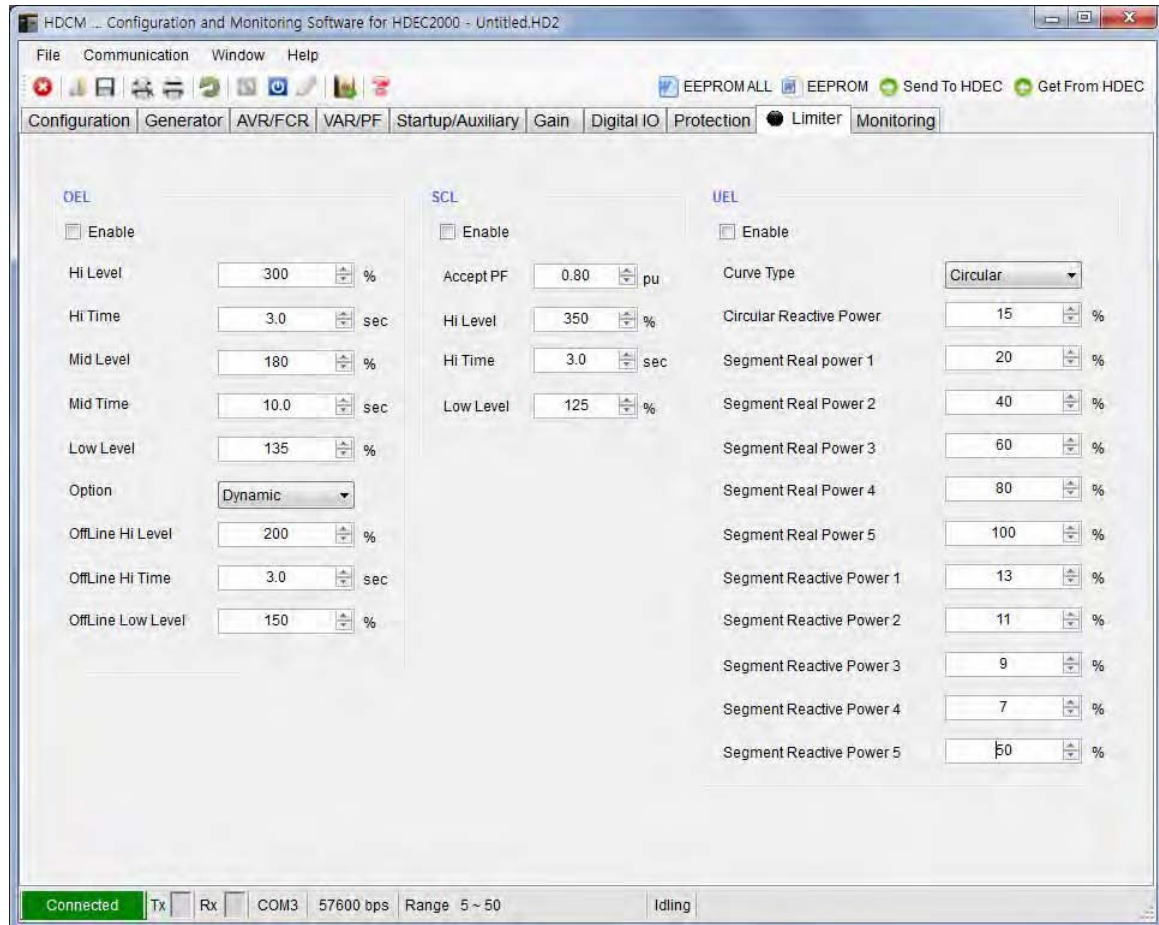 HDCM ... Configuration and Monitoring Software for HDEC2000 - Untitled.HD2
File Communication Window Help
EEPROM ALL EEPROM Send To HDEC Get From HDEC
Configuration Generator AVR/FCR VAR/PF Startup/Auxiliary Gain Digital IO Protection Limiter Monitoring
OEL SCL UEL
Enable Enable Enable
Hi Level 300 % Accept PF 0.80 pu Curve Type Circular
Hi Time 3.0 sec Hi Level 350 % Circular Reactive Power 15 %
Mid Level 180 % Hi Time 3.0 sec Segment Real power 1 20 %
Mid Time 10.0 sec Low Level 125 % Segment Real Power 2 40 %
Low Level 135 % Segment Real Power 3 60 %
Option Dynamic Segment Real Power 4 80 %
OffLine Hi Level 200 % Segment Real Power 5 100 %
OffLine Hi Time 3.0 sec Segment Reactive Power 1 13 %
OffLine Low Level 150 % Segment Reactive Power 2 11 %
Segment Reactive Power 3 9 %
Segment Reactive Power 4 7 %
Segment Reactive Power 5 50 %
Connected Tx Rx COM3 57600 bps Range 5 ~ 50 Idling